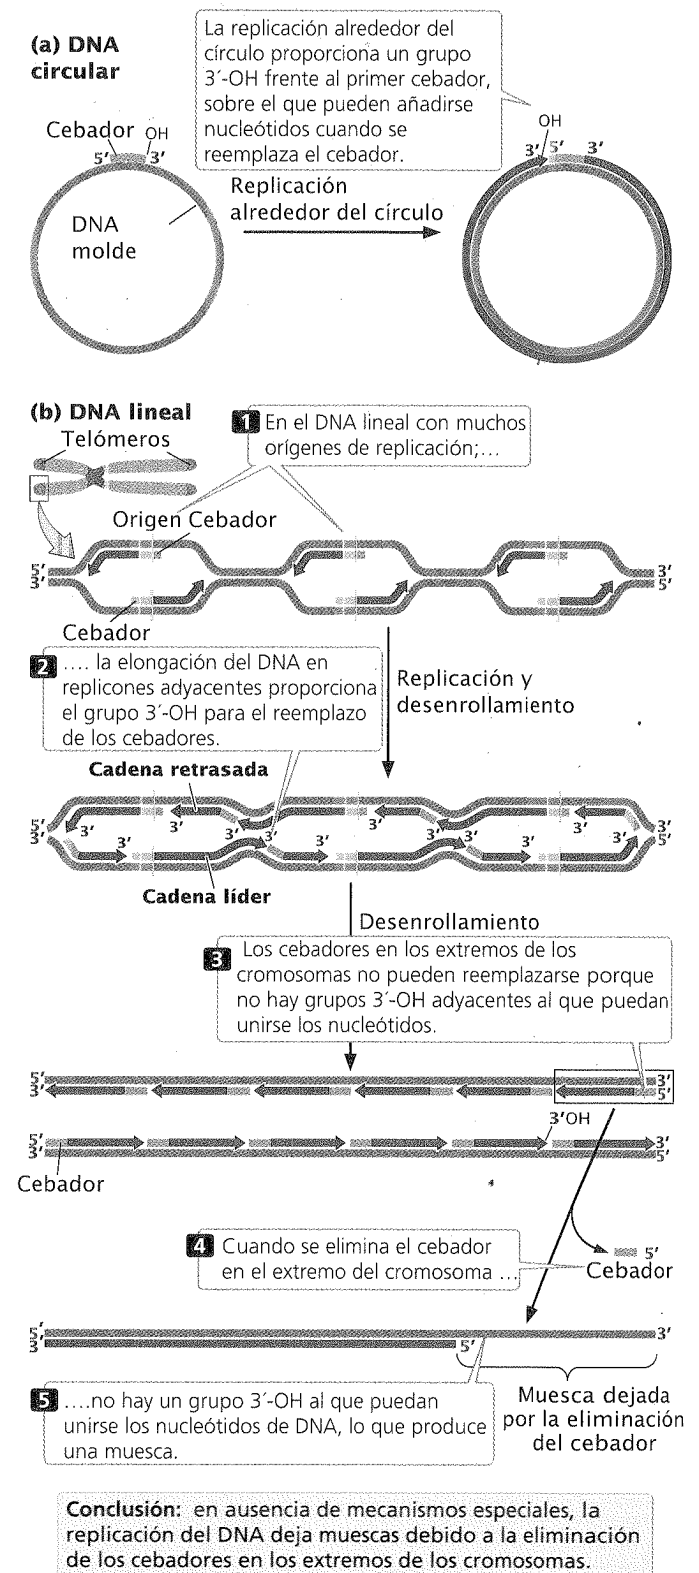 (a) DNA
circular
La replicación alrededor del
círculo proporciona un grupo
3´-OH frente al primer cebador,
sobre el que pueden añadirse
nucleótidos cuando se
reemplaza el cebador.
Cebador
OH
5′
3′
DNA
molde
Replicación
alrededor del círculo
OH
3′
5′
3′
(b) DNA lineal
Telómeros
1 En el DNA lineal con muchos
orígenes de replicación;…
Origen Cebador
5′
3′
3′
5′
Cebador
2 …. la elongación del DNA en
replicones adyacentes proporciona
el grupo 3´-OH para el reemplazo
de los cebadores.
Replicación y
desenrollamiento
Cadena retrasada
5′
3′
3′
3′
3′
3′
3′
3′
3′
3′
3′
3′
3′
3′
5′
Cadena líder
Desenrollamiento
3 Los cebadores en los extremos de los
cromosomas no pueden reemplazarse porque
no hay grupos 3´-OH adyacentes al que puedan
unirse los nucleótidos.
5′
3′
3′
5′
3′OH
5′
3′
3′
5′
Cebador
4 Cuando se elimina el cebador
en el extremo del cromosoma …
5′
Cebador
5′
3′
5′
3′
5 ….no hay un grupo 3´-OH al que puedan
unirse los nucleótidos de DNA, lo que produce
una muesca.
Muesca dejada
por la eliminación
del cebador
Conclusión: en ausencia de mecanismos especiales, la
replicación del DNA deja muescas debido a la eliminación
de los cebadores en los extremos de los cromosomas.